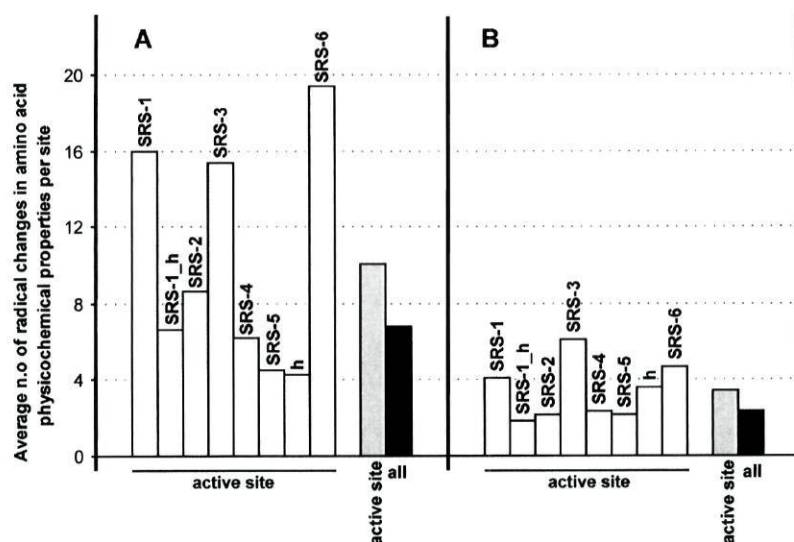 Average n.o of radical changes in amino acid
physicochemical properties per site
20
16
12
8
4
0
A
SRS-1
SRS-1_h
SRS-2
SRS-3
SRS-4
SRS-5
h
SRS-6
active site
active site
all
B
SRS-1
SRS-1_h
SRS-2
SRS-3
SRS-4
SRS-5
h
SRS-6
active site
active site
all